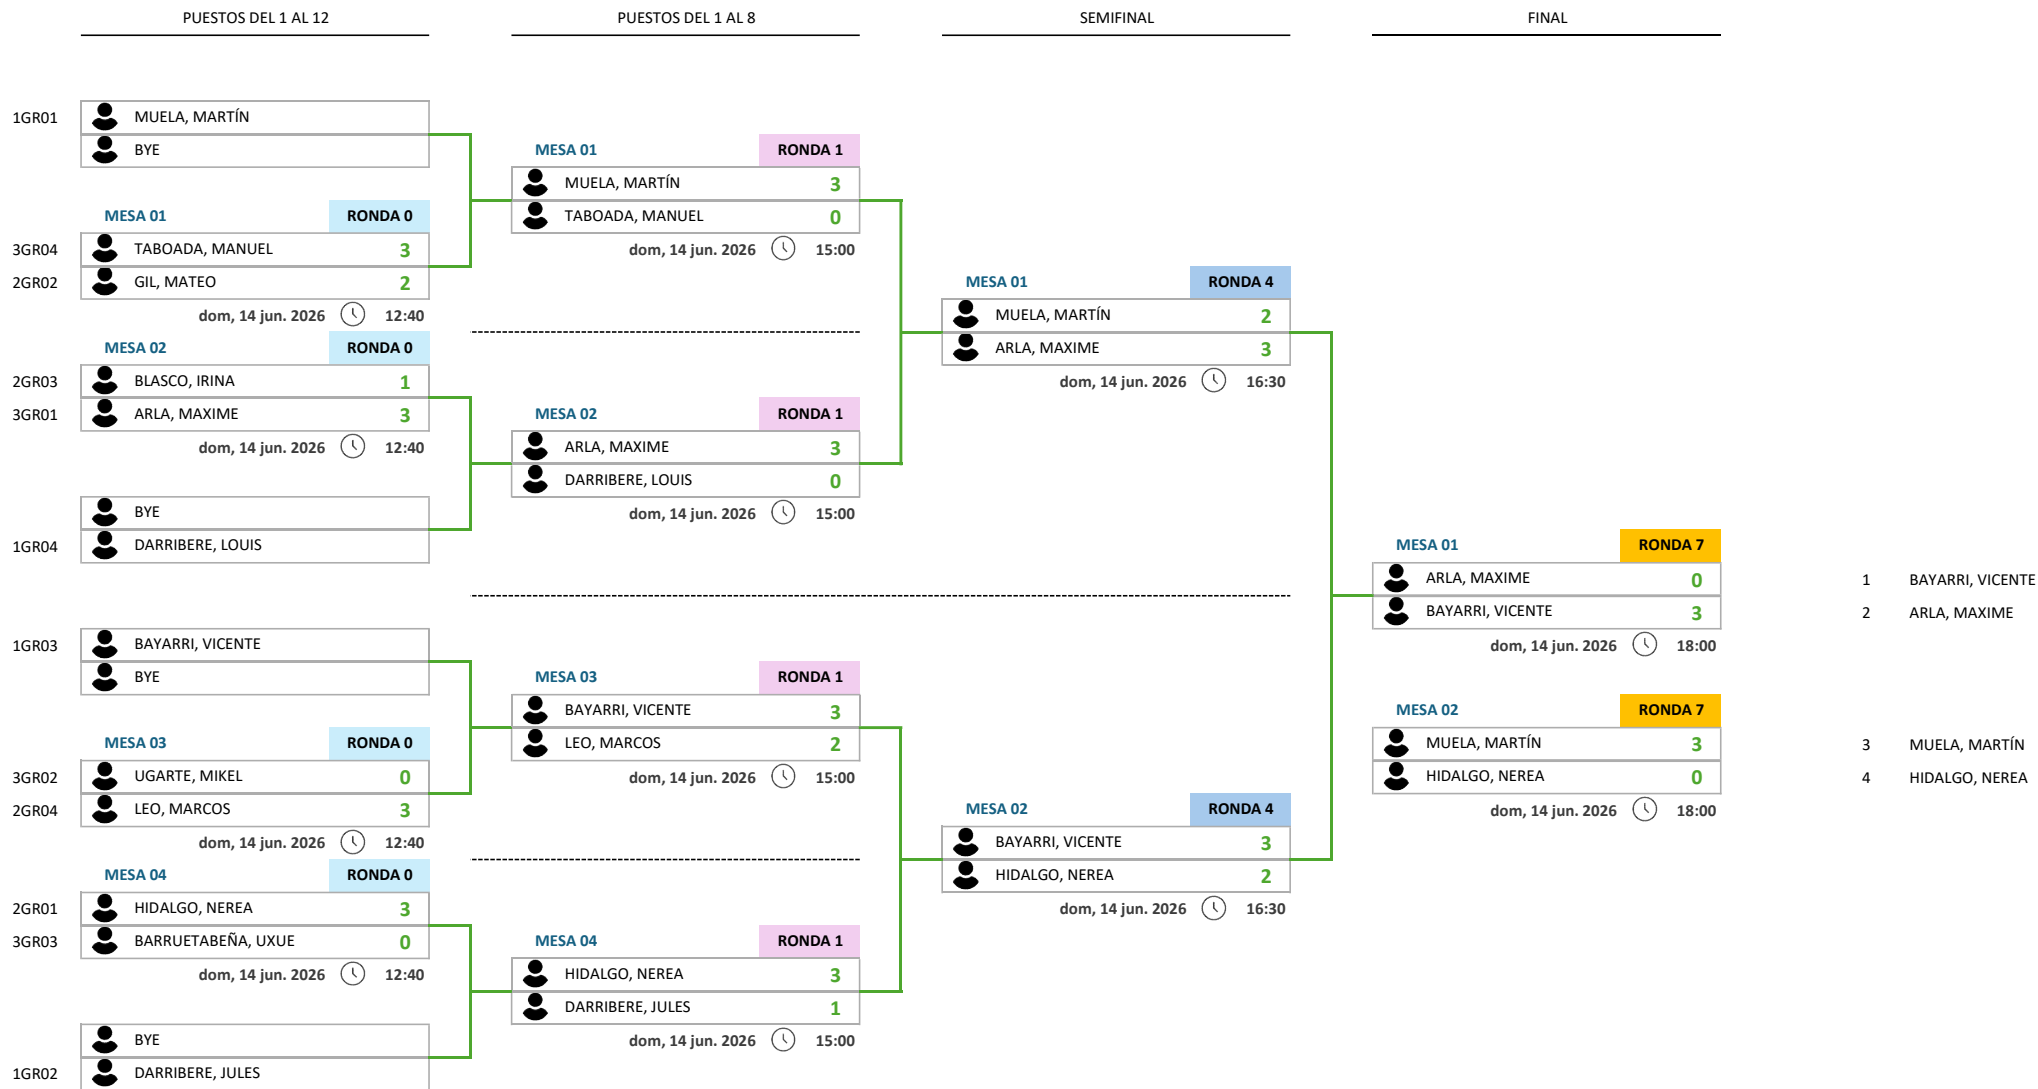 PUESTOS DEL 1 AL 12
PUESTOS DEL 1 AL 8
SEMIFINAL
FINAL
1GR01 MUELA, MARTÍN
BYE
MESA 01 RONDA 0
3GR04 TABOADA, MANUEL 3
2GR02 GIL, MATEO 2
dom, 14 jun. 2026 12:40
MESA 02 RONDA 0
2GR03 BLASCO, IRINA 1
3GR01 ARLA, MAXIME 3
dom, 14 jun. 2026 12:40
BYE
1GR04 DARRIBERE, LOUIS
1GR03 BAYARRI, VICENTE
BYE
MESA 03 RONDA 0
3GR02 UGARTE, MIKEL 0
2GR04 LEO, MARCOS 3
dom, 14 jun. 2026 12:40
MESA 04 RONDA 0
2GR01 HIDALGO, NEREA 3
3GR03 BARRUETABEÑA, UXUE 0
dom, 14 jun. 2026 12:40
BYE
1GR02 DARRIBERE, JULES
MESA 01 RONDA 1
MUELA, MARTÍN 3
TABOADA, MANUEL 0
dom, 14 jun. 2026 15:00
MESA 02 RONDA 1
ARLA, MAXIME 3
DARRIBERE, LOUIS 0
dom, 14 jun. 2026 15:00
MESA 03 RONDA 1
BAYARRI, VICENTE 3
LEO, MARCOS 2
dom, 14 jun. 2026 15:00
MESA 04 RONDA 1
HIDALGO, NEREA 3
DARRIBERE, JULES 1
dom, 14 jun. 2026 15:00
MESA 01 RONDA 4
MUELA, MARTÍN 2
ARLA, MAXIME 3
dom, 14 jun. 2026 16:30
MESA 02 RONDA 4
BAYARRI, VICENTE 3
HIDALGO, NEREA 2
dom, 14 jun. 2026 16:30
MESA 01 RONDA 7
ARLA, MAXIME 0
BAYARRI, VICENTE 3
dom, 14 jun. 2026 18:00
MESA 02 RONDA 7
MUELA, MARTÍN 3
HIDALGO, NEREA 0
dom, 14 jun. 2026 18:00
1 BAYARRI, VICENTE
2 ARLA, MAXIME
3 MUELA, MARTÍN
4 HIDALGO, NEREA